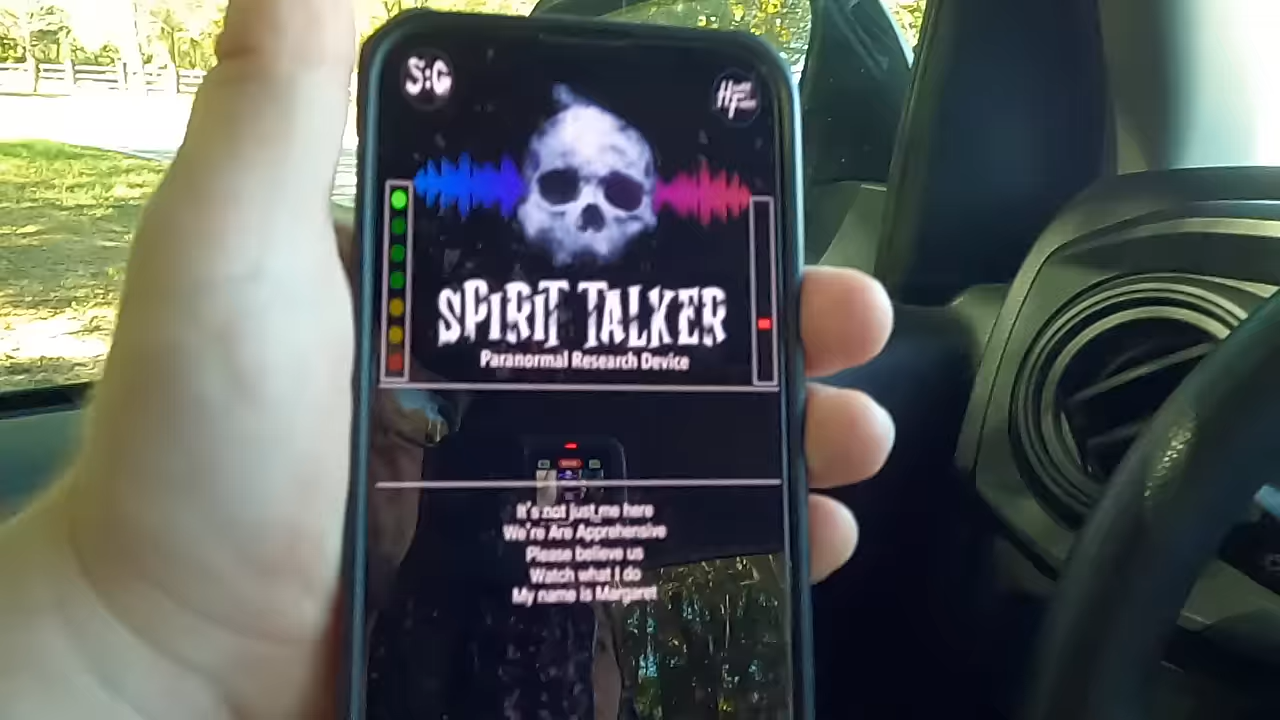 S:G
SPIRIT TALKER
Paranormal Research Device
It's not just me here
We're Are Apprehensive
Please believe us
Watch what I do
My name is Margaret